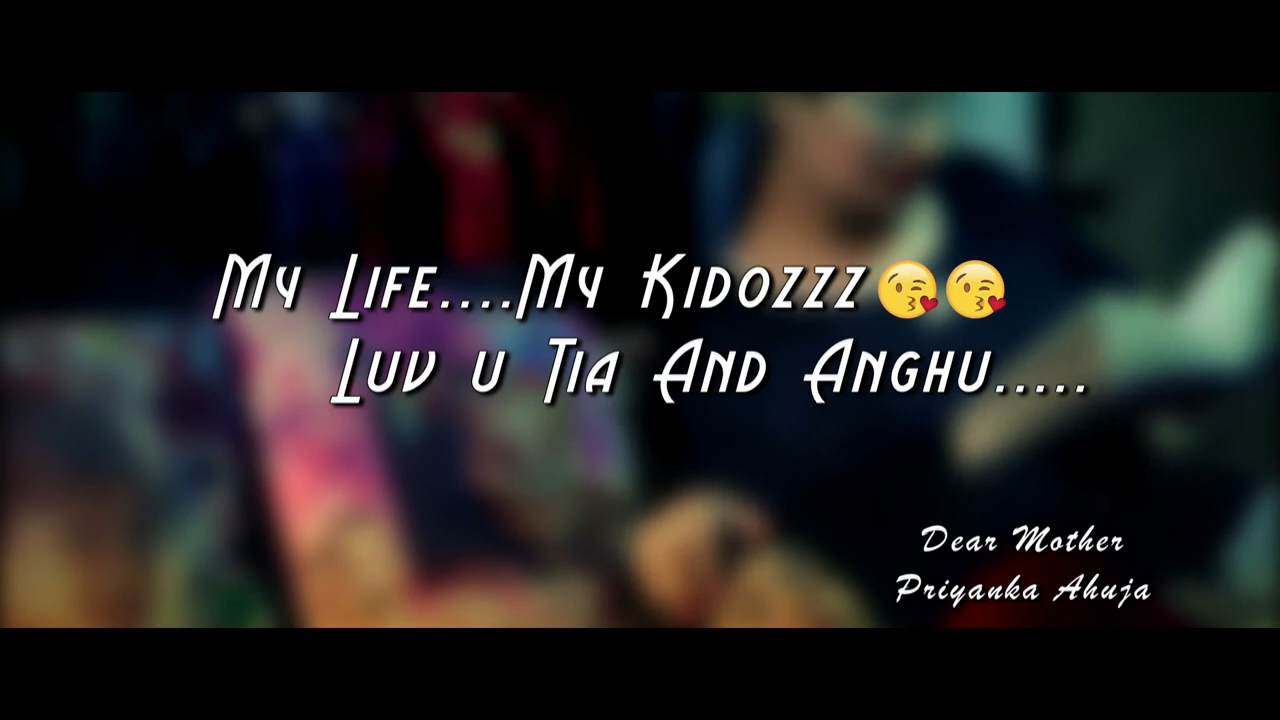 My Life....My Kidozzz😘😘
Luv u Tia And Anghu.....
Dear Mother
Priyanka Ahuja